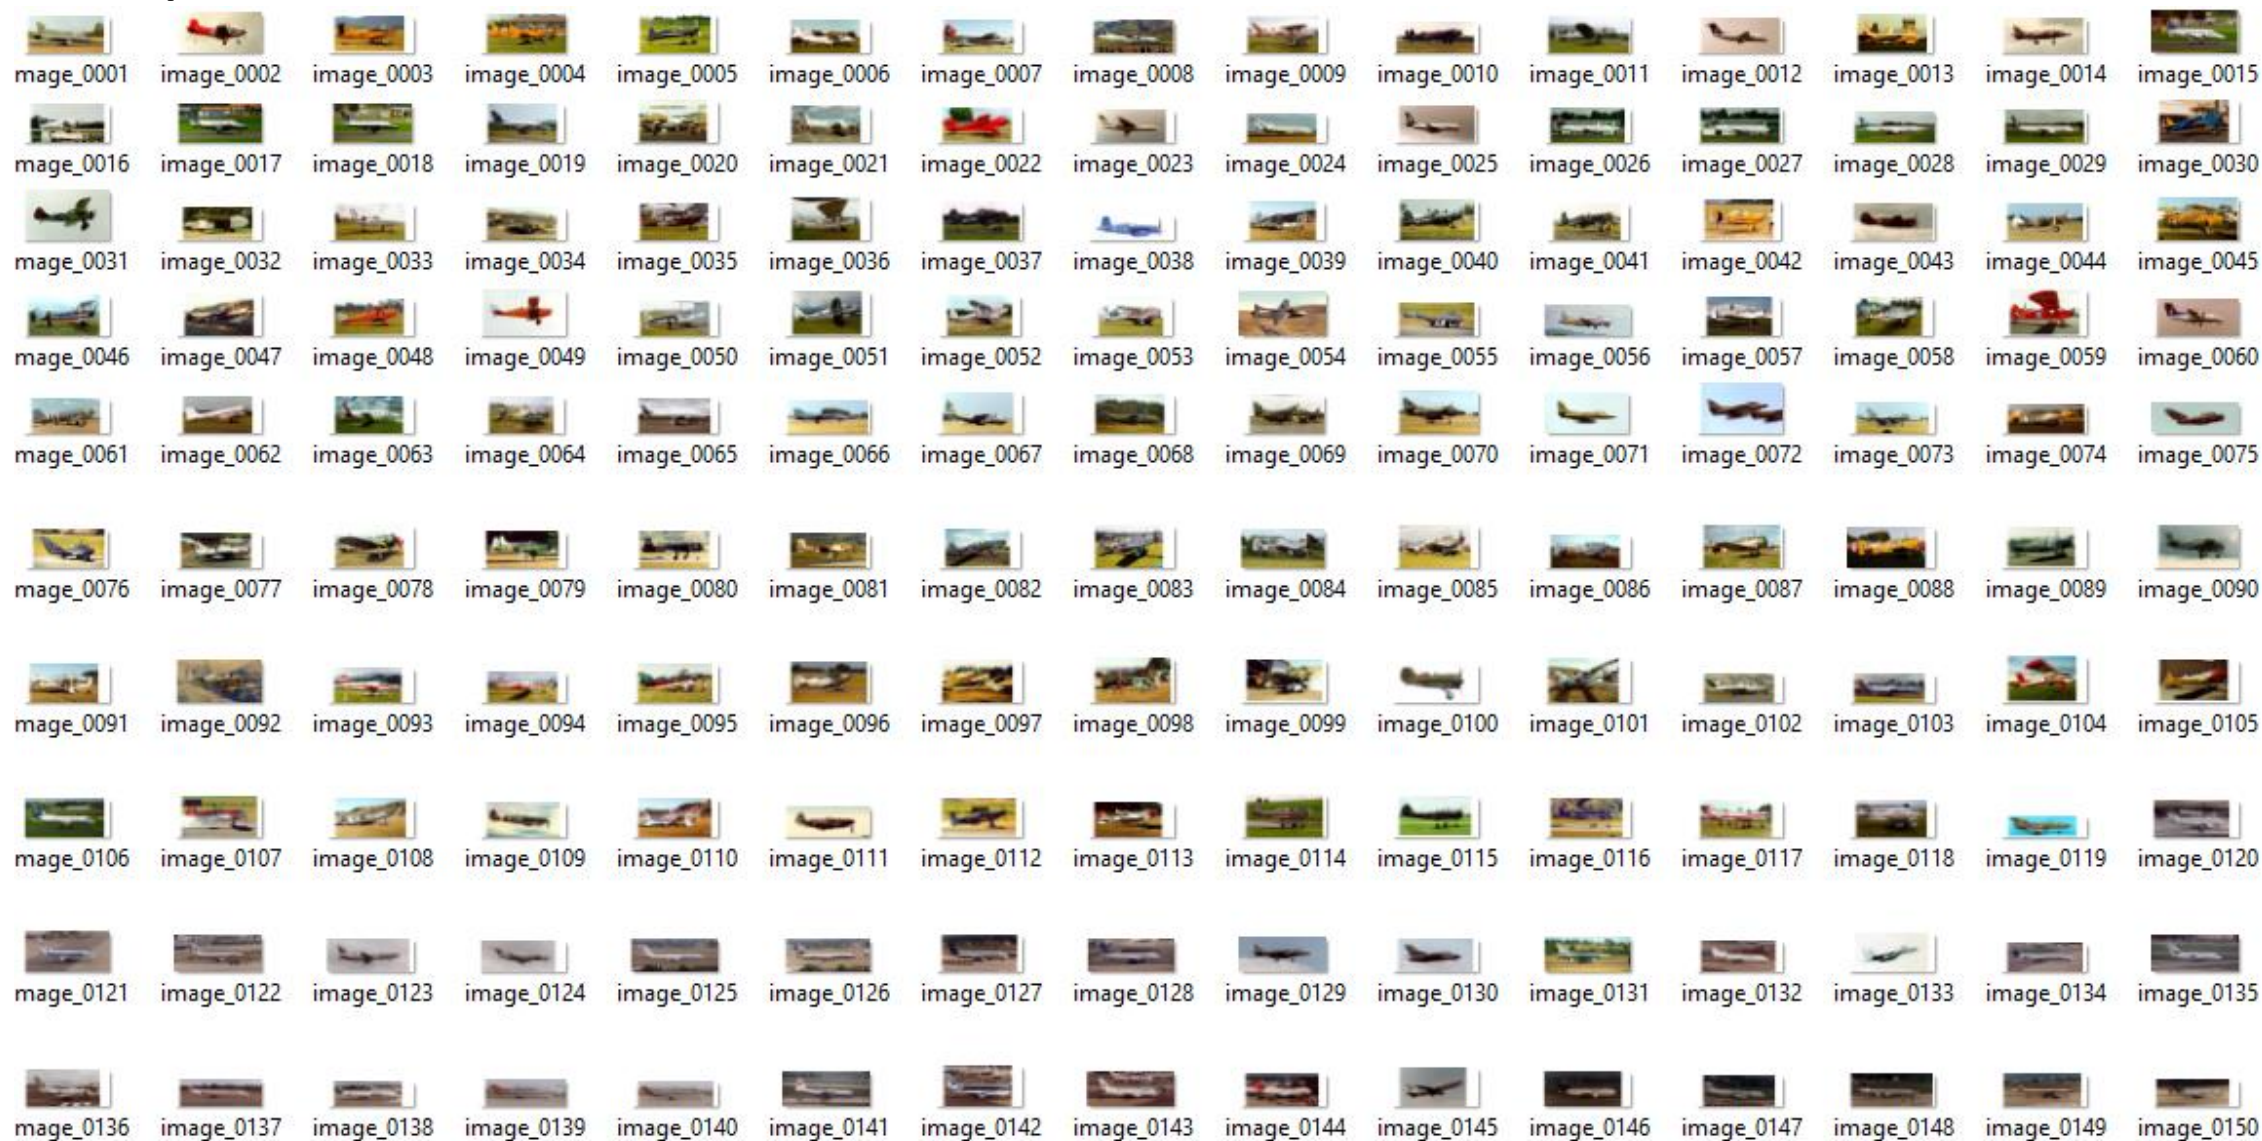 mage_0001 image_0002 image_0003 image_0004 image_0005 image_0006 image_0007 image_0008 image_0009 image_0010 image_0011 image_0012 image_0013 image_0014 image_0015
mage_0016 image_0017 image_0018 image_0019 image_0020 image_0021 image_0022 image_0023 image_0024 image_0025 image_0026 image_0027 image_0028 image_0029 image_0030
mage_0031 image_0032 image_0033 image_0034 image_0035 image_0036 image_0037 image_0038 image_0039 image_0040 image_0041 image_0042 image_0043 image_0044 image_0045
mage_0046 image_0047 image_0048 image_0049 image_0050 image_0051 image_0052 image_0053 image_0054 image_0055 image_0056 image_0057 image_0058 image_0059 image_0060
mage_0061 image_0062 image_0063 image_0064 image_0065 image_0066 image_0067 image_0068 image_0069 image_0070 image_0071 image_0072 image_0073 image_0074 image_0075
mage_0076 image_0077 image_0078 image_0079 image_0080 image_0081 image_0082 image_0083 image_0084 image_0085 image_0086 image_0087 image_0088 image_0089 image_0090
mage_0091 image_0092 image_0093 image_0094 image_0095 image_0096 image_0097 image_0098 image_0099 image_0100 image_0101 image_0102 image_0103 image_0104 image_0105
mage_0106 image_0107 image_0108 image_0109 image_0110 image_0111 image_0112 image_0113 image_0114 image_0115 image_0116 image_0117 image_0118 image_0119 image_0120
mage_0121 image_0122 image_0123 image_0124 image_0125 image_0126 image_0127 image_0128 image_0129 image_0130 image_0131 image_0132 image_0133 image_0134 image_0135
mage_0136 image_0137 image_0138 image_0139 image_0140 image_0141 image_0142 image_0143 image_0144 image_0145 image_0146 image_0147 image_0148 image_0149 image_0150